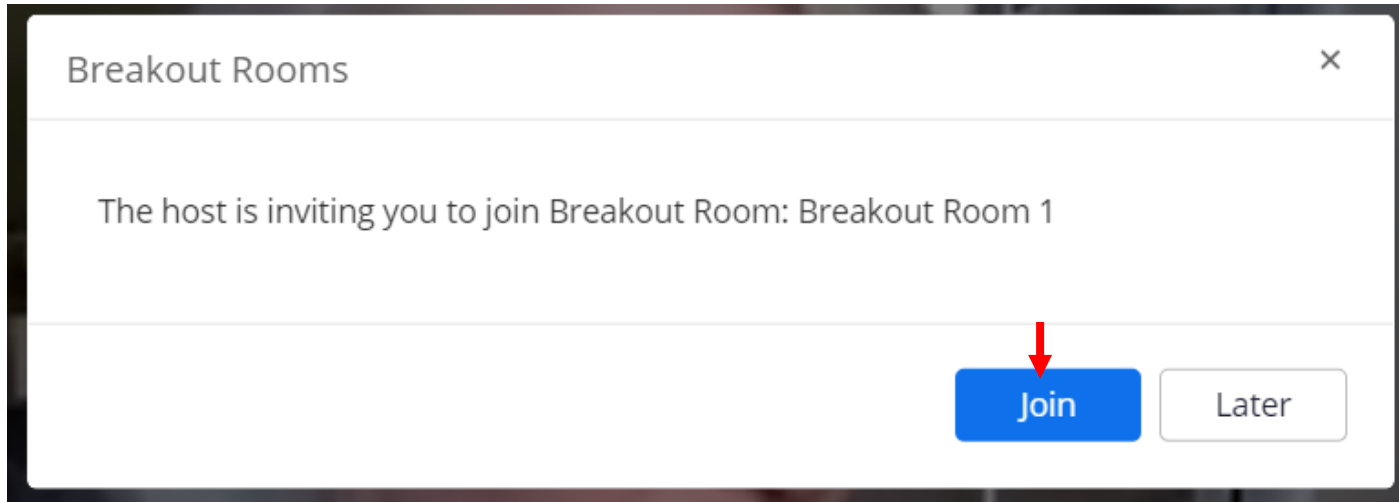 Breakout Rooms
The host is inviting you to join Breakout Room: Breakout Room 1
Join
Later